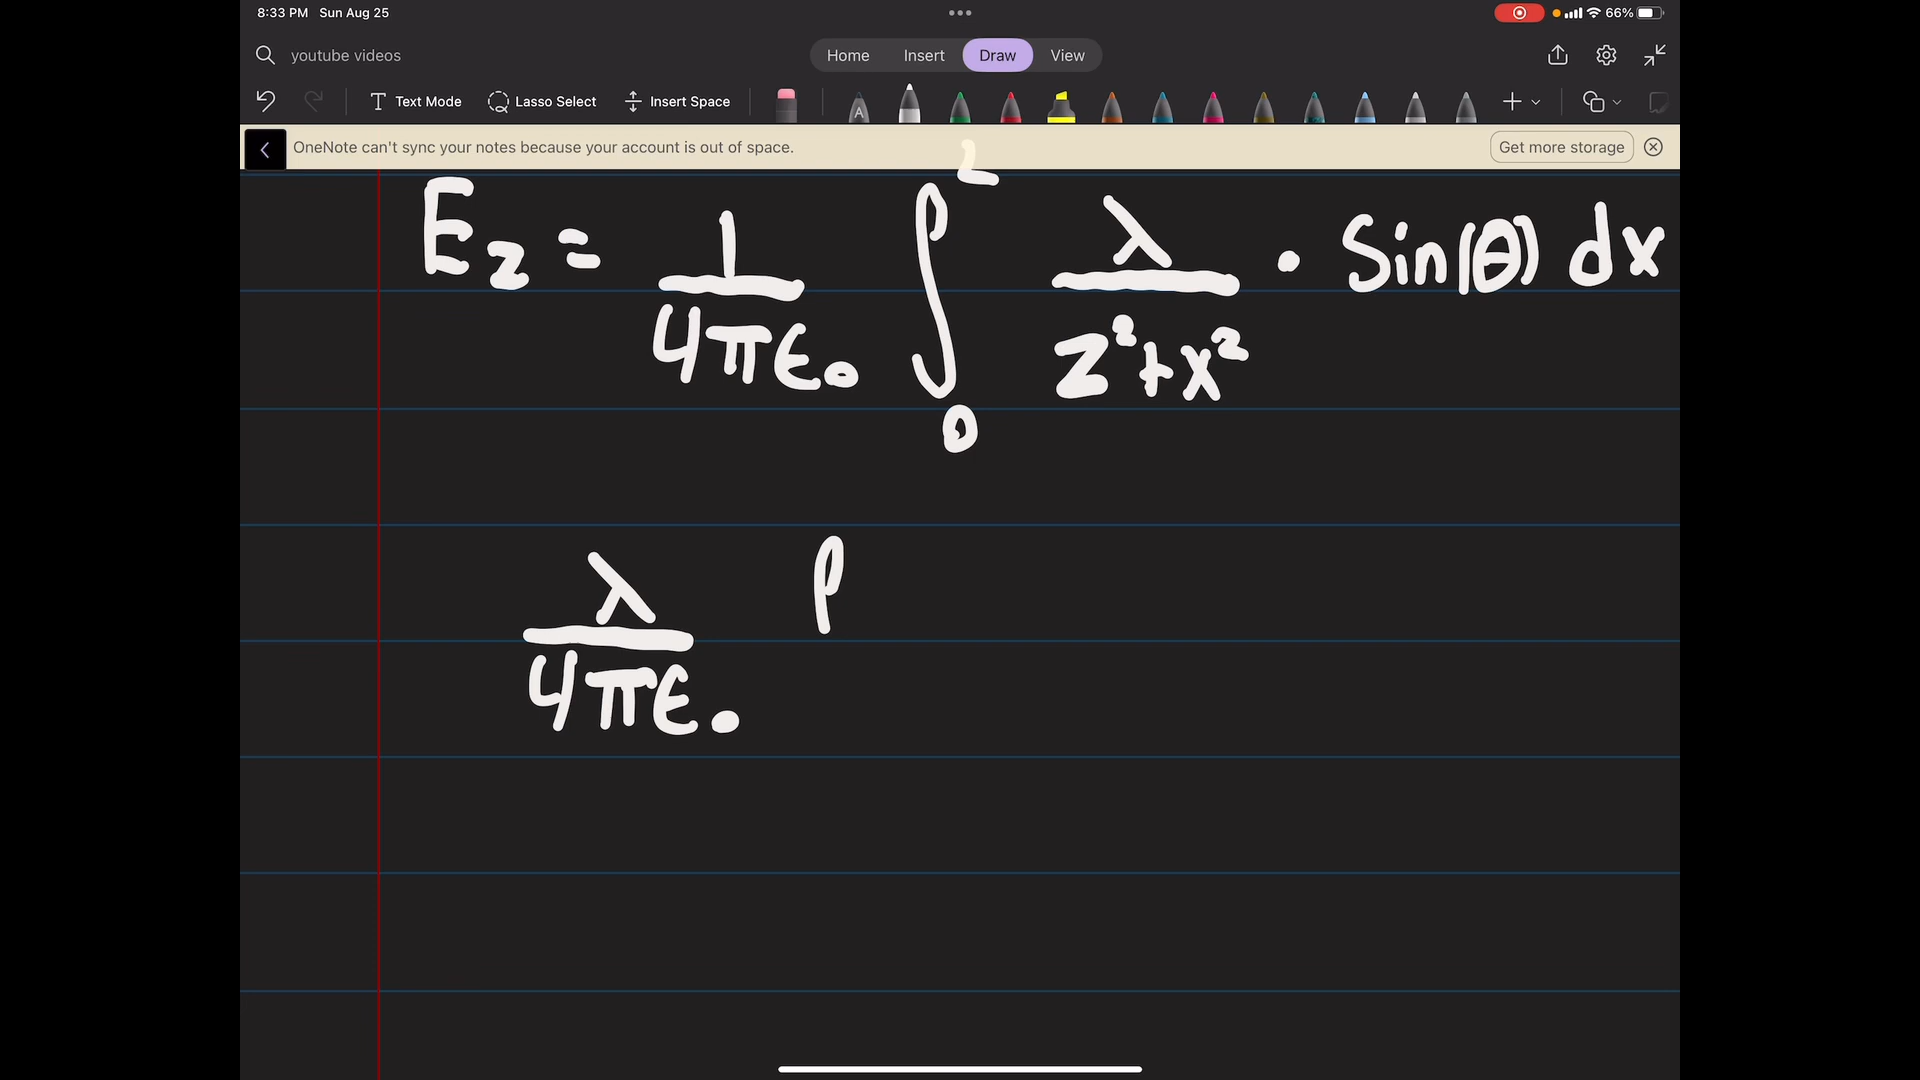 8:33 PM Sun Aug 25
66%
youtube videos
Home Insert Draw View
Text Mode Lasso Select Insert Space A
OneNote can't sync your notes because your account is out of space. Get more storage
E_z = 1/(4πε₀) ∫₀ λ/(z²+x²) · Sin(θ) dx
λ/(4πε₀)